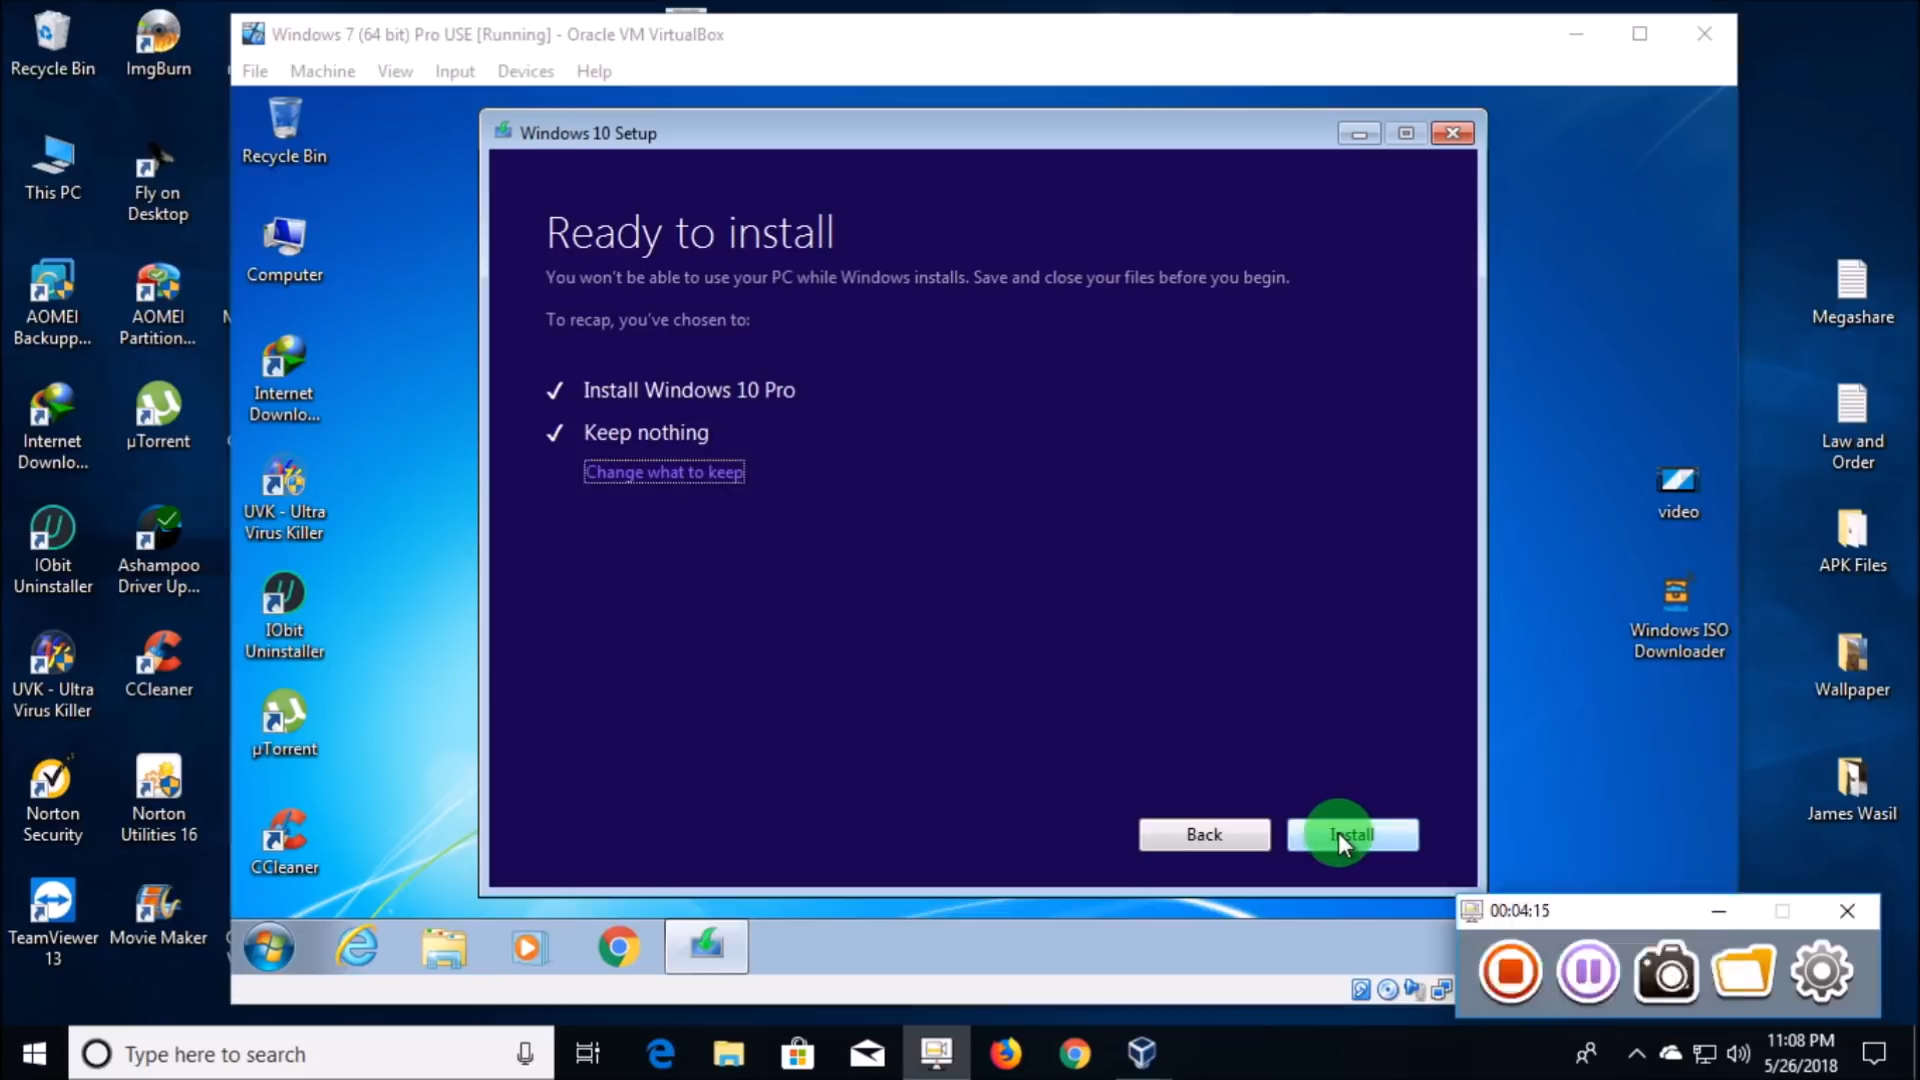 Recycle Bin
ImgBurn
This PC
Fly on
Desktop
AOMEI
Backupp...
AOMEI
Partition...
Internet
Downlo...
µTorrent
IObit
Uninstaller
Ashampoo
Driver Up...
UVK - Ultra
Virus Killer
CCleaner
Norton
Security
Norton
Utilities 16
TeamViewer
13
Movie Maker
Windows 7 (64 bit) Pro USE [Running] - Oracle VM VirtualBox
File Machine View Input Devices Help
Recycle Bin
Computer
Internet
Downlo...
UVK - Ultra
Virus Killer
IObit
Uninstaller
µTorrent
CCleaner
Windows 10 Setup
Ready to install
You won't be able to use your PC while Windows installs. Save and close your files before you begin.
To recap, you've chosen to:
Install Windows 10 Pro
Keep nothing
Change what to keep
Back
Install
video
Windows ISO
Downloader
Megashare
Law and
Order
APK Files
Wallpaper
James Wasil
00:04:15
Type here to search
11:08 PM
5/26/2018